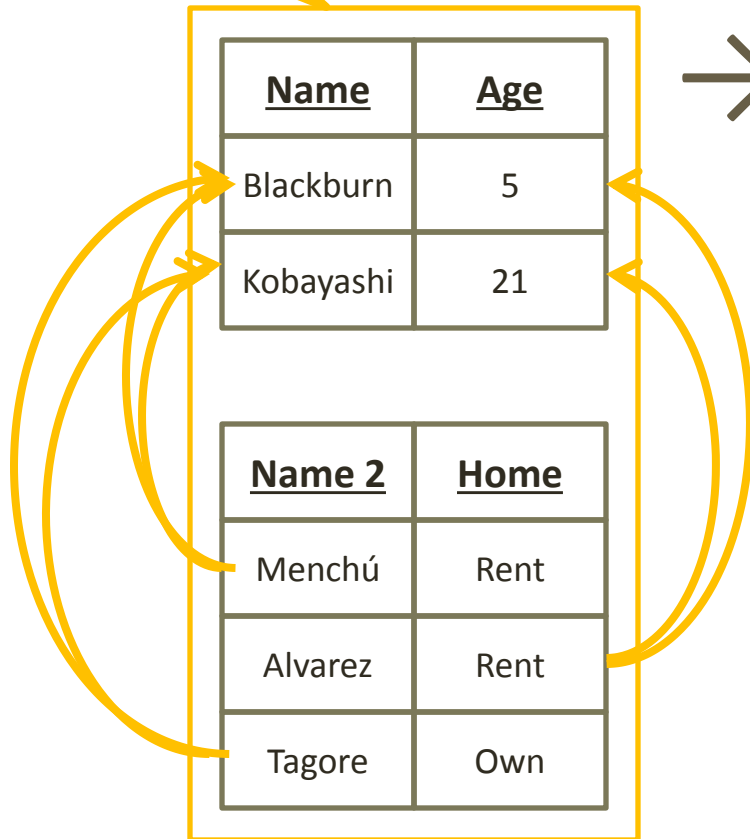 Name Age
Blackburn 5
Kobayashi 21
Name 2 Home
Menchú Rent
Alvarez Rent
Tagore Own